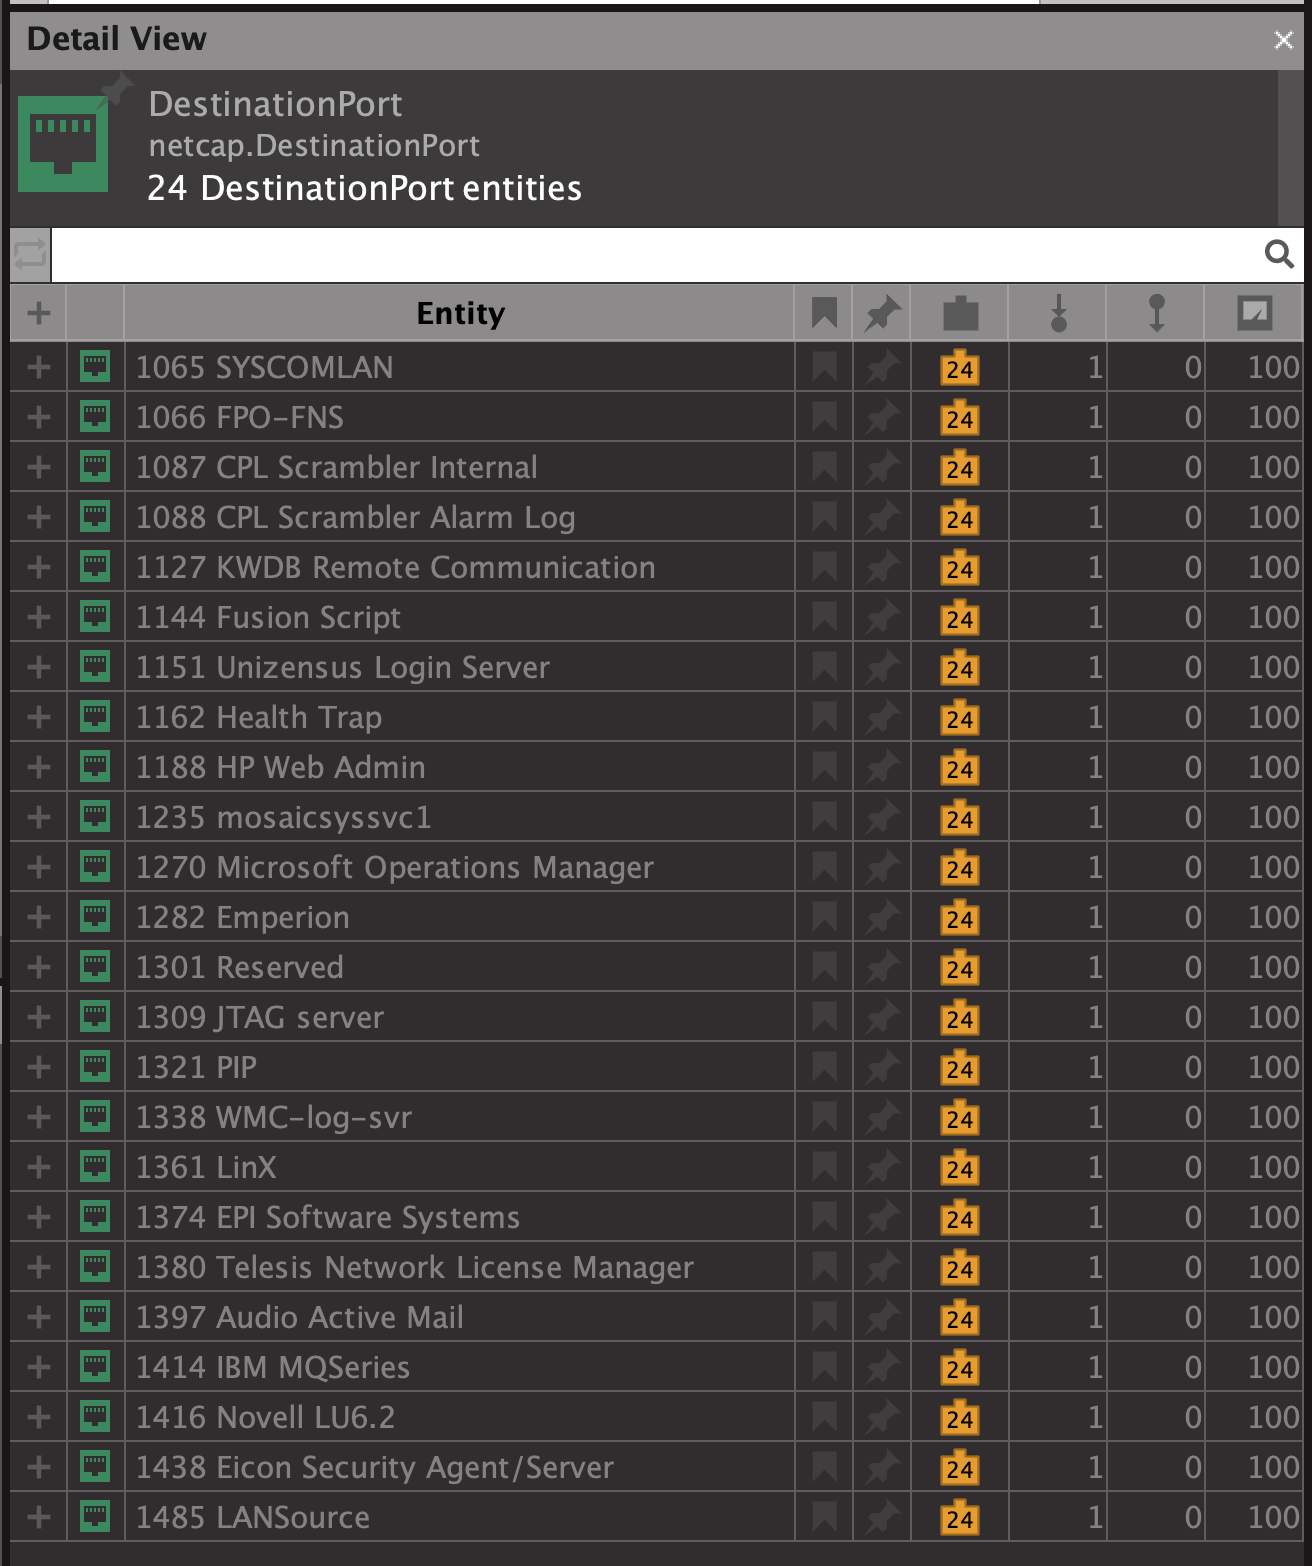 Detail View
DestinationPort
netcap.DestinationPort
24 DestinationPort entities
Entity
1065 SYSCOMLAN 24 1 0 100
1066 FPO-FNS 24 1 0 100
1087 CPL Scrambler Internal 24 1 0 100
1088 CPL Scrambler Alarm Log 24 1 0 100
1127 KWDB Remote Communication 24 1 0 100
1144 Fusion Script 24 1 0 100
1151 Unizensus Login Server 24 1 0 100
1162 Health Trap 24 1 0 100
1188 HP Web Admin 24 1 0 100
1235 mosaicsyssvc1 24 1 0 100
1270 Microsoft Operations Manager 24 1 0 100
1282 Emperion 24 1 0 100
1301 Reserved 24 1 0 100
1309 JTAG server 24 1 0 100
1321 PIP 24 1 0 100
1338 WMC-log-svr 24 1 0 100
1361 LinX 24 1 0 100
1374 EPI Software Systems 24 1 0 100
1380 Telesis Network License Manager 24 1 0 100
1397 Audio Active Mail 24 1 0 100
1414 IBM MQSeries 24 1 0 100
1416 Novell LU6.2 24 1 0 100
1438 Eicon Security Agent/Server 24 1 0 100
1485 LANSource 24 1 0 100